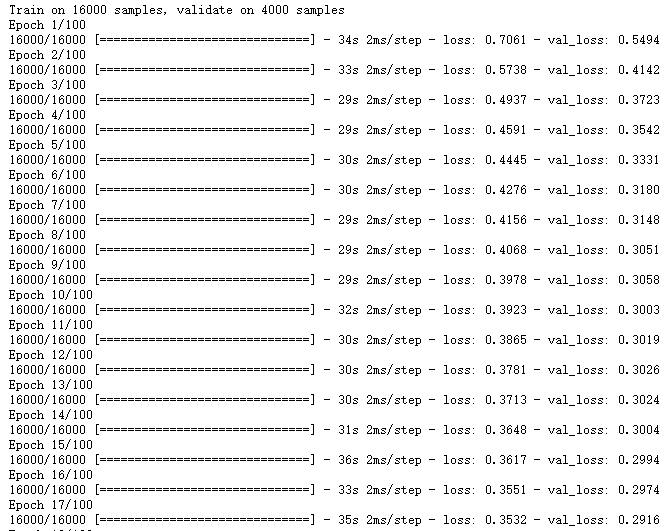 Train on 16000 samples, validate on 4000 samples
Epoch 1/100
16000/16000 [==============================] - 34s 2ms/step - loss: 0.7061 - val_loss: 0.5494
Epoch 2/100
16000/16000 [==============================] - 33s 2ms/step - loss: 0.5738 - val_loss: 0.4142
Epoch 3/100
16000/16000 [==============================] - 29s 2ms/step - loss: 0.4937 - val_loss: 0.3723
Epoch 4/100
16000/16000 [==============================] - 29s 2ms/step - loss: 0.4591 - val_loss: 0.3542
Epoch 5/100
16000/16000 [==============================] - 30s 2ms/step - loss: 0.4445 - val_loss: 0.3331
Epoch 6/100
16000/16000 [==============================] - 30s 2ms/step - loss: 0.4276 - val_loss: 0.3180
Epoch 7/100
16000/16000 [==============================] - 29s 2ms/step - loss: 0.4156 - val_loss: 0.3148
Epoch 8/100
16000/16000 [==============================] - 29s 2ms/step - loss: 0.4068 - val_loss: 0.3051
Epoch 9/100
16000/16000 [==============================] - 29s 2ms/step - loss: 0.3978 - val_loss: 0.3058
Epoch 10/100
16000/16000 [==============================] - 32s 2ms/step - loss: 0.3923 - val_loss: 0.3003
Epoch 11/100
16000/16000 [==============================] - 30s 2ms/step - loss: 0.3865 - val_loss: 0.3019
Epoch 12/100
16000/16000 [==============================] - 30s 2ms/step - loss: 0.3781 - val_loss: 0.3026
Epoch 13/100
16000/16000 [==============================] - 30s 2ms/step - loss: 0.3713 - val_loss: 0.3024
Epoch 14/100
16000/16000 [==============================] - 31s 2ms/step - loss: 0.3648 - val_loss: 0.3004
Epoch 15/100
16000/16000 [==============================] - 36s 2ms/step - loss: 0.3617 - val_loss: 0.2994
Epoch 16/100
16000/16000 [==============================] - 33s 2ms/step - loss: 0.3551 - val_loss: 0.2974
Epoch 17/100
16000/16000 [==============================] - 35s 2ms/step - loss: 0.3532 - val_loss: 0.2916